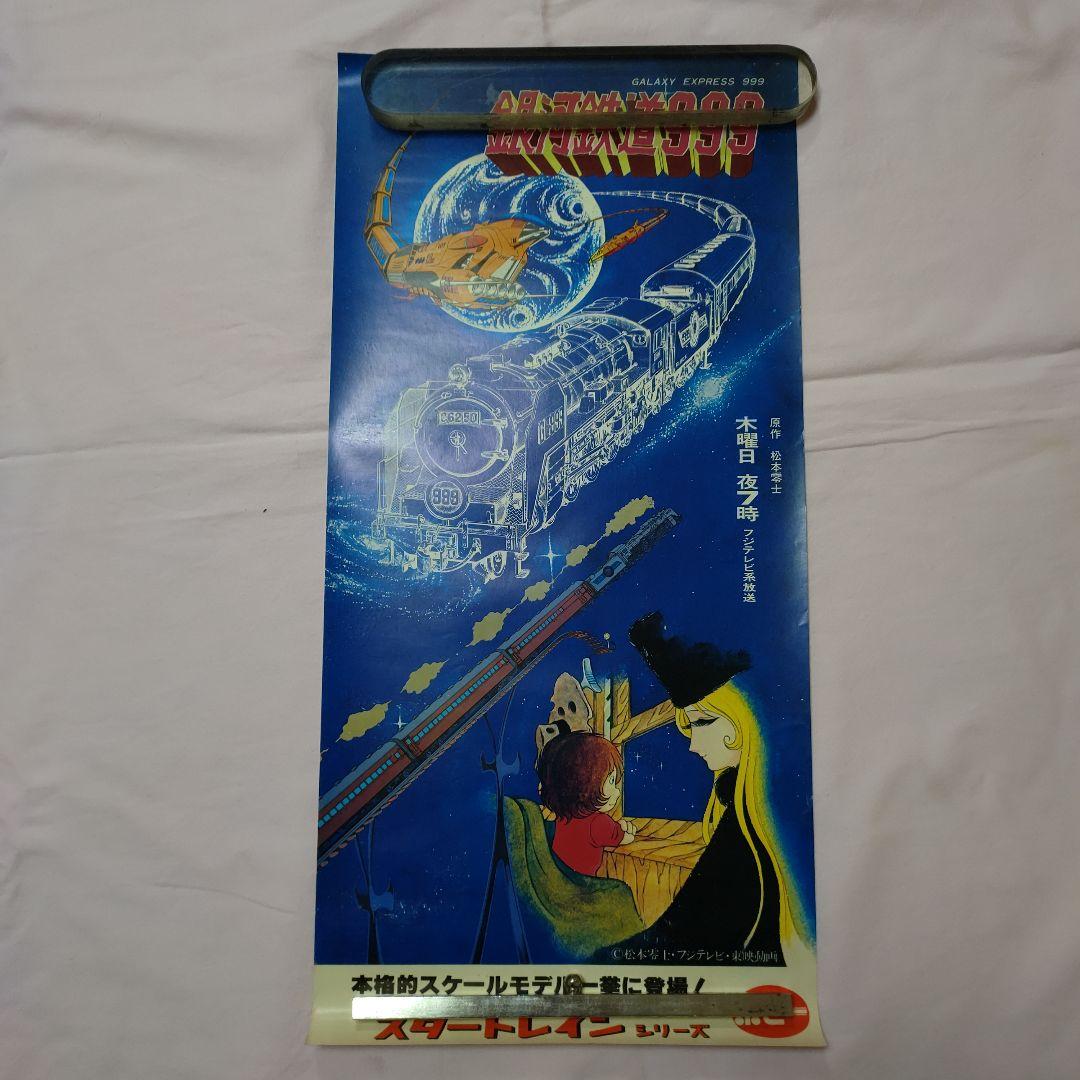 GALAXY EXPRESS 999
銀河鉄道999
C6250
999
原作 松本零士
木曜日 夜7時 フジテレビ系放送
©松本零士・フジテレビ・東映動画
本格的スケールモデル一挙に登場!
スタートレインシリーズ